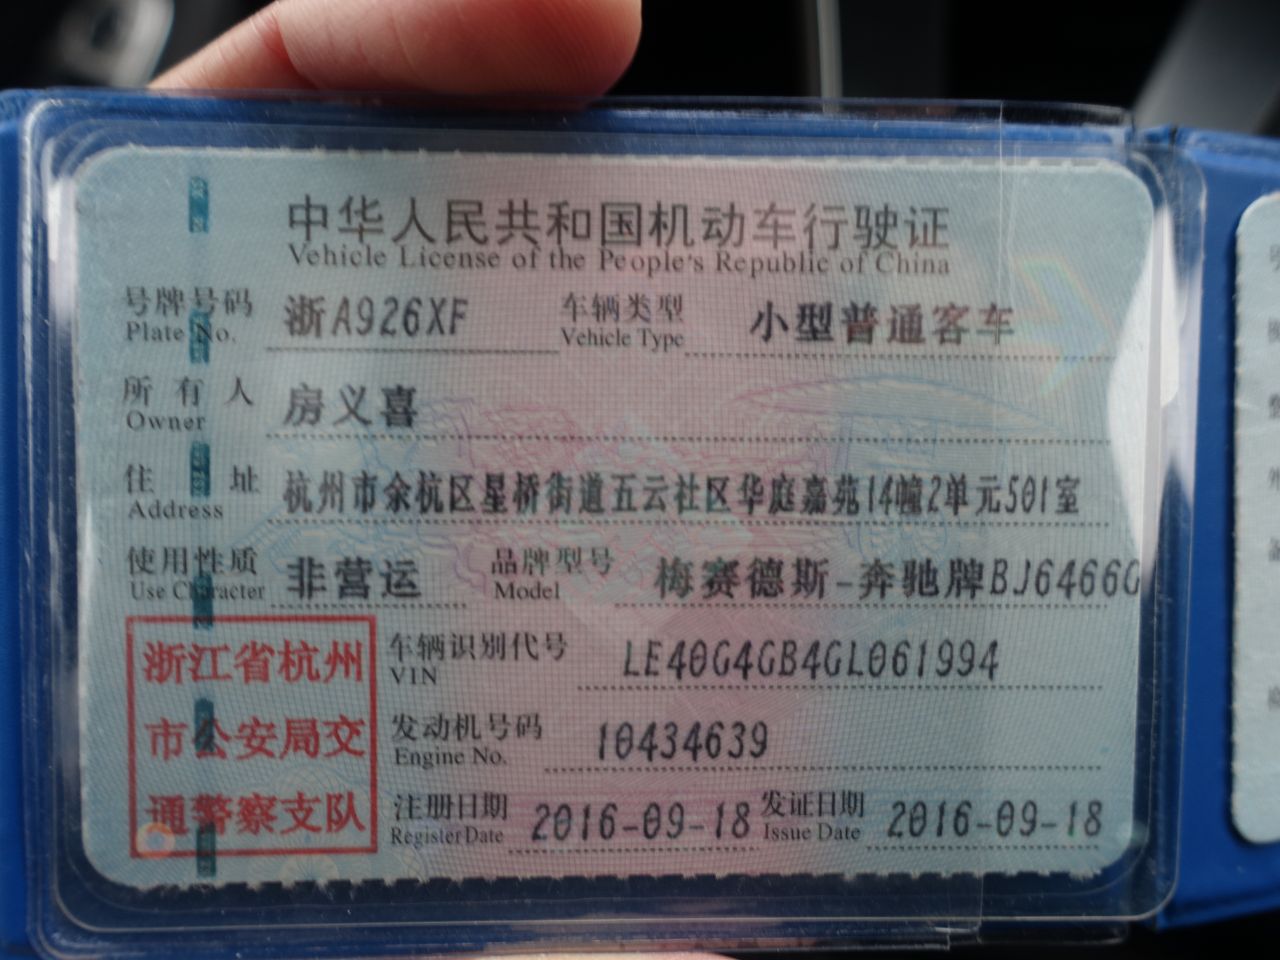 中华人民共和国机动车行驶证
Vehicle License of the People's Republic of China
号牌号码 浙A926XF 车辆类型 小型普通客车
Plate No. Vehicle Type
所有人 房义喜
Owner
住址 杭州市余杭区星桥街道五云社区华庭嘉苑14幢2单元501室
Address
使用性质 非营运 品牌型号 梅赛德斯-奔驰牌BJ6466G
Use Character Model
浙江省杭州
市公安局交
通警察支队
车辆识别代号 LE40G4GB4GL061994
VIN
发动机号码 10434639
Engine No.
注册日期 2016-09-18 发证日期 2016-09-18
Register Date Issue Date